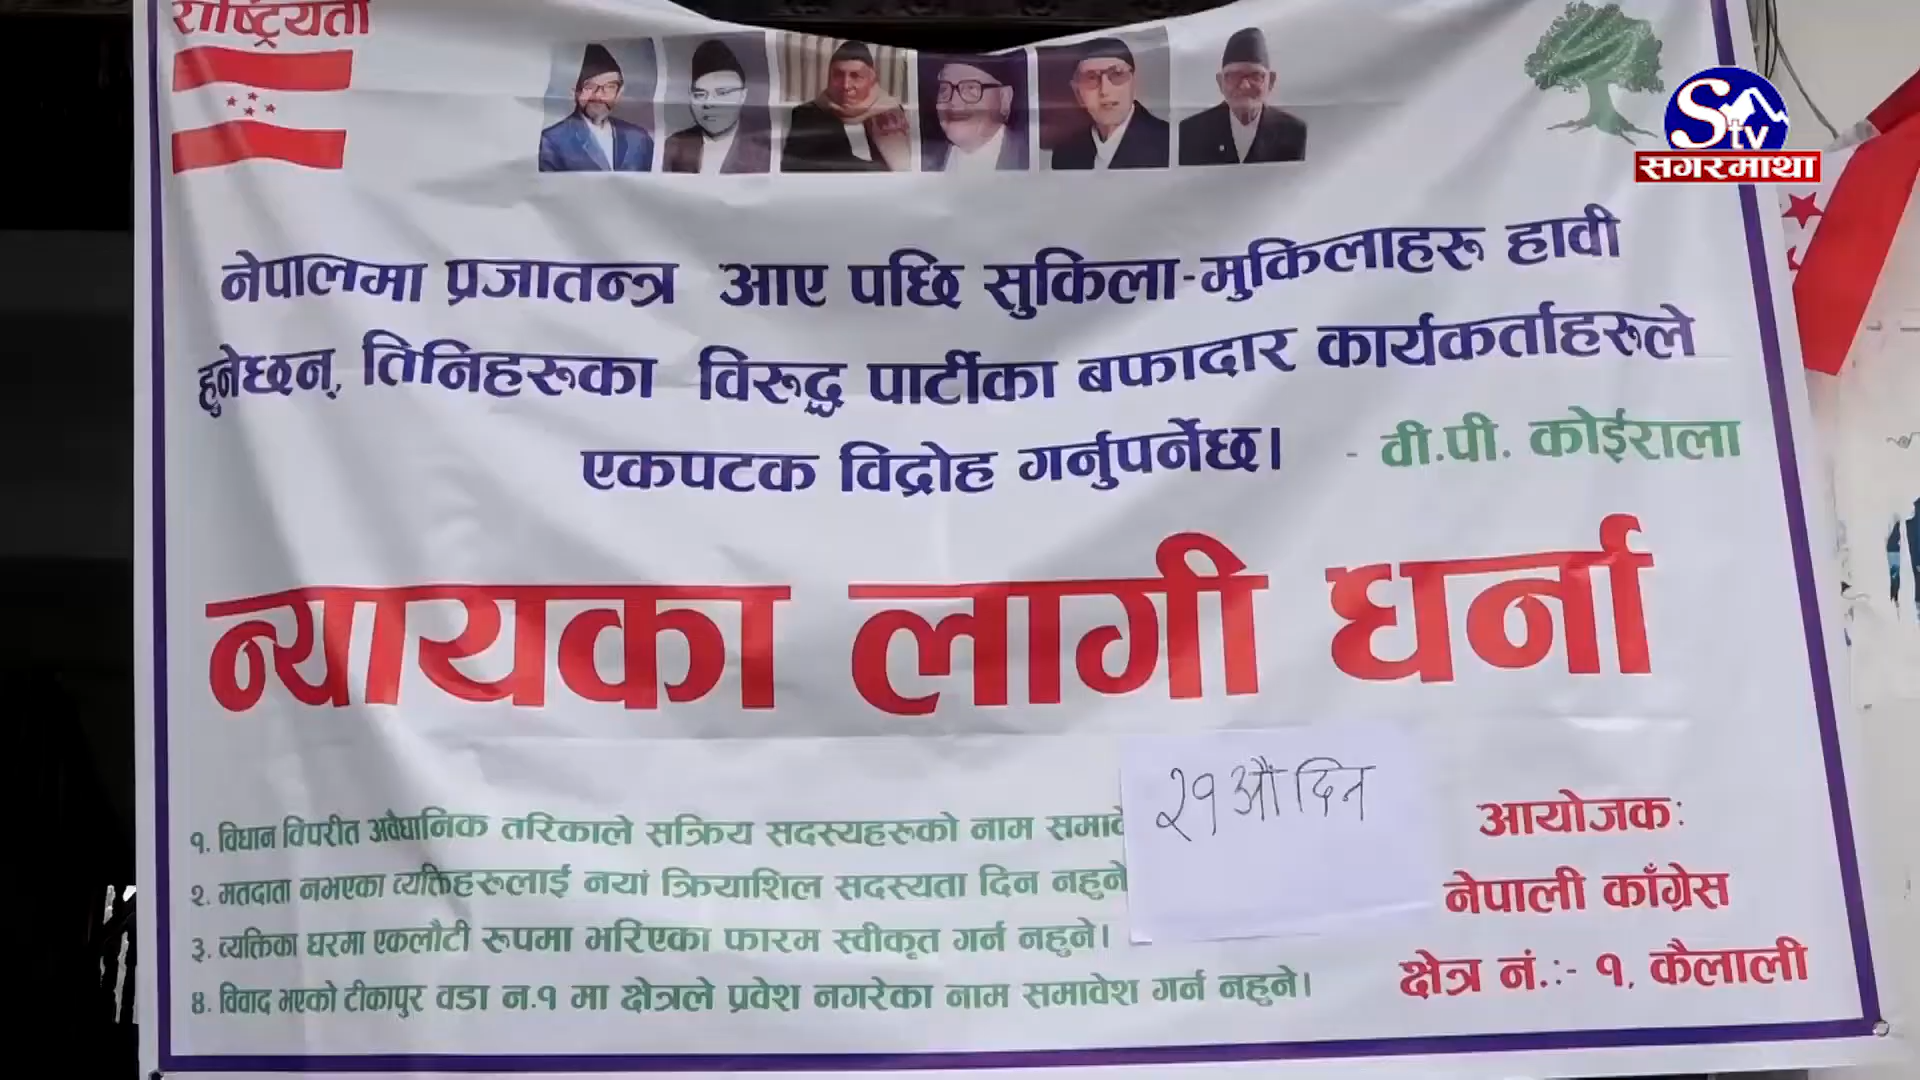 राष्ट्रियता
S tv
सगरमाथा
नेपालमा प्रजातन्त्र आए पछि सुकिला-मुकिलाहरू हावी
हुनेछन्, तिनिहरूका विरुद्ध पार्टीका बफादार कार्यकर्ताहरूले
एकपटक विद्रोह गर्नुपर्नेछ।
- वी.पी. कोईराला
न्यायका लागी धर्ना
२१ औं दिन
१. विधान विपरीत अवैधानिक तरिकाले सक्रिय सदस्यहरूको नाम
२. मतदाता नभएका व्यक्तिहरूलाई नयां क्रियाशिल सदस्यता दिन नहुने
३. व्यक्तिका घरमा एकलौटी रूपमा भरिएका फारम स्वीकृत गर्न नहुने।
४. विवाद भएको टीकापुर वडा न.१ मा क्षेत्रले प्रवेश नगरेका नाम समावेश गर्न नहुने।
आयोजक:
नेपाली काँग्रेस
क्षेत्र नं.:- १, कैलाली